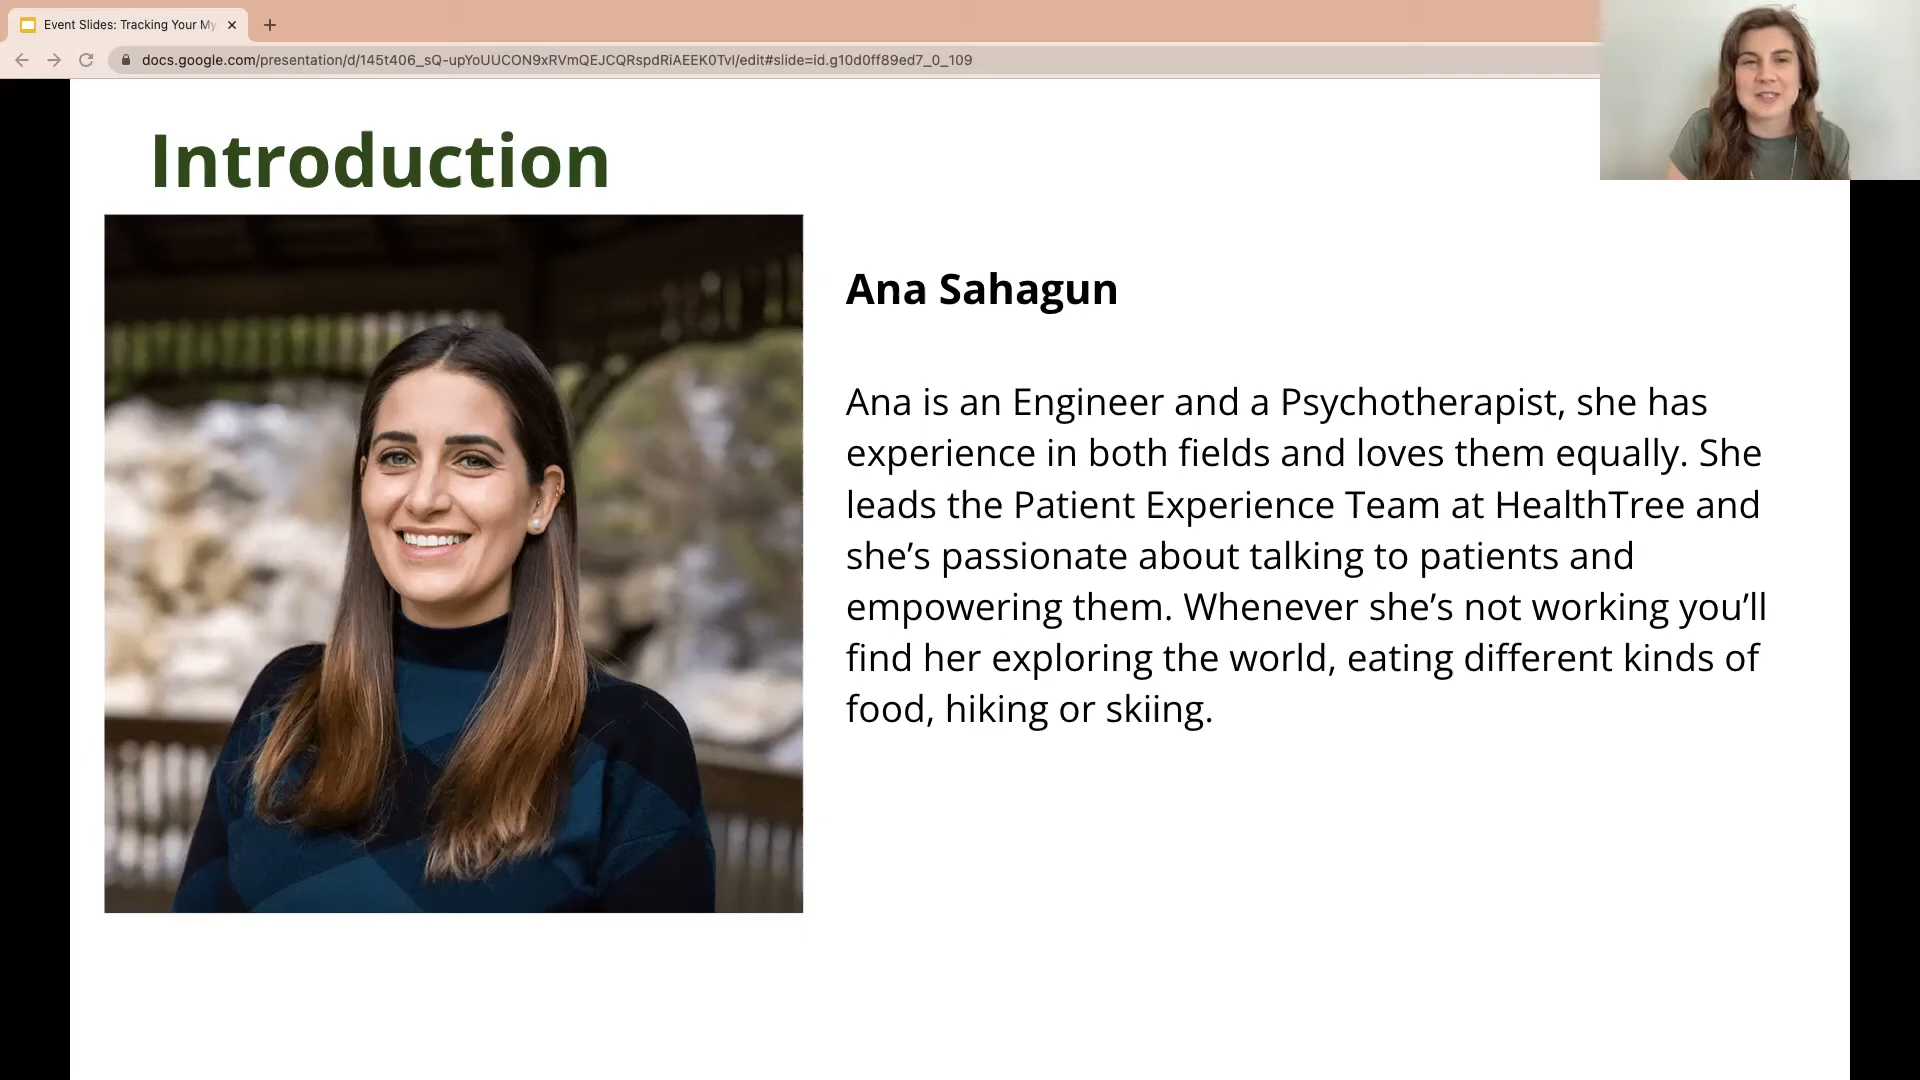 Event Slides: Tracking Your My
docs.google.com/presentation/d/145t406_sQ-upYoUUCON9xRVmQEJCQRspdRiAEEK0TvI/edit#slide=id.g10d0ff89ed7_0_109
Introduction
Ana Sahagun
Ana is an Engineer and a Psychotherapist, she has
experience in both fields and loves them equally. She
leads the Patient Experience Team at HealthTree and
she’s passionate about talking to patients and
empowering them. Whenever she’s not working you’ll
find her exploring the world, eating different kinds of
food, hiking or skiing.